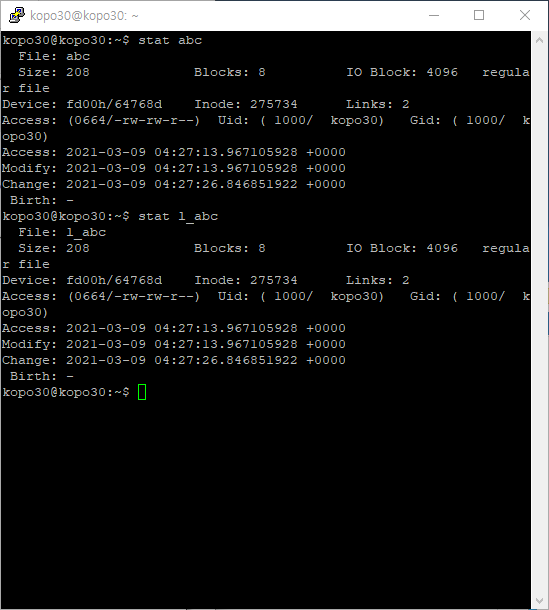 kopo30@kopo30: ~
kopo30@kopo30:~$ stat abc
  File: abc
  Size: 208             Blocks: 8          IO Block: 4096   regula
r file
Device: fd00h/64768d    Inode: 275734      Links: 2
Access: (0664/-rw-rw-r--)  Uid: ( 1000/  kopo30)   Gid: ( 1000/  k
opo30)
Access: 2021-03-09 04:27:13.967105928 +0000
Modify: 2021-03-09 04:27:13.967105928 +0000
Change: 2021-03-09 04:27:26.846851922 +0000
 Birth: -
kopo30@kopo30:~$ stat l_abc
  File: l_abc
  Size: 208             Blocks: 8          IO Block: 4096   regula
r file
Device: fd00h/64768d    Inode: 275734      Links: 2
Access: (0664/-rw-rw-r--)  Uid: ( 1000/  kopo30)   Gid: ( 1000/  k
opo30)
Access: 2021-03-09 04:27:13.967105928 +0000
Modify: 2021-03-09 04:27:13.967105928 +0000
Change: 2021-03-09 04:27:26.846851922 +0000
 Birth: -
kopo30@kopo30:~$